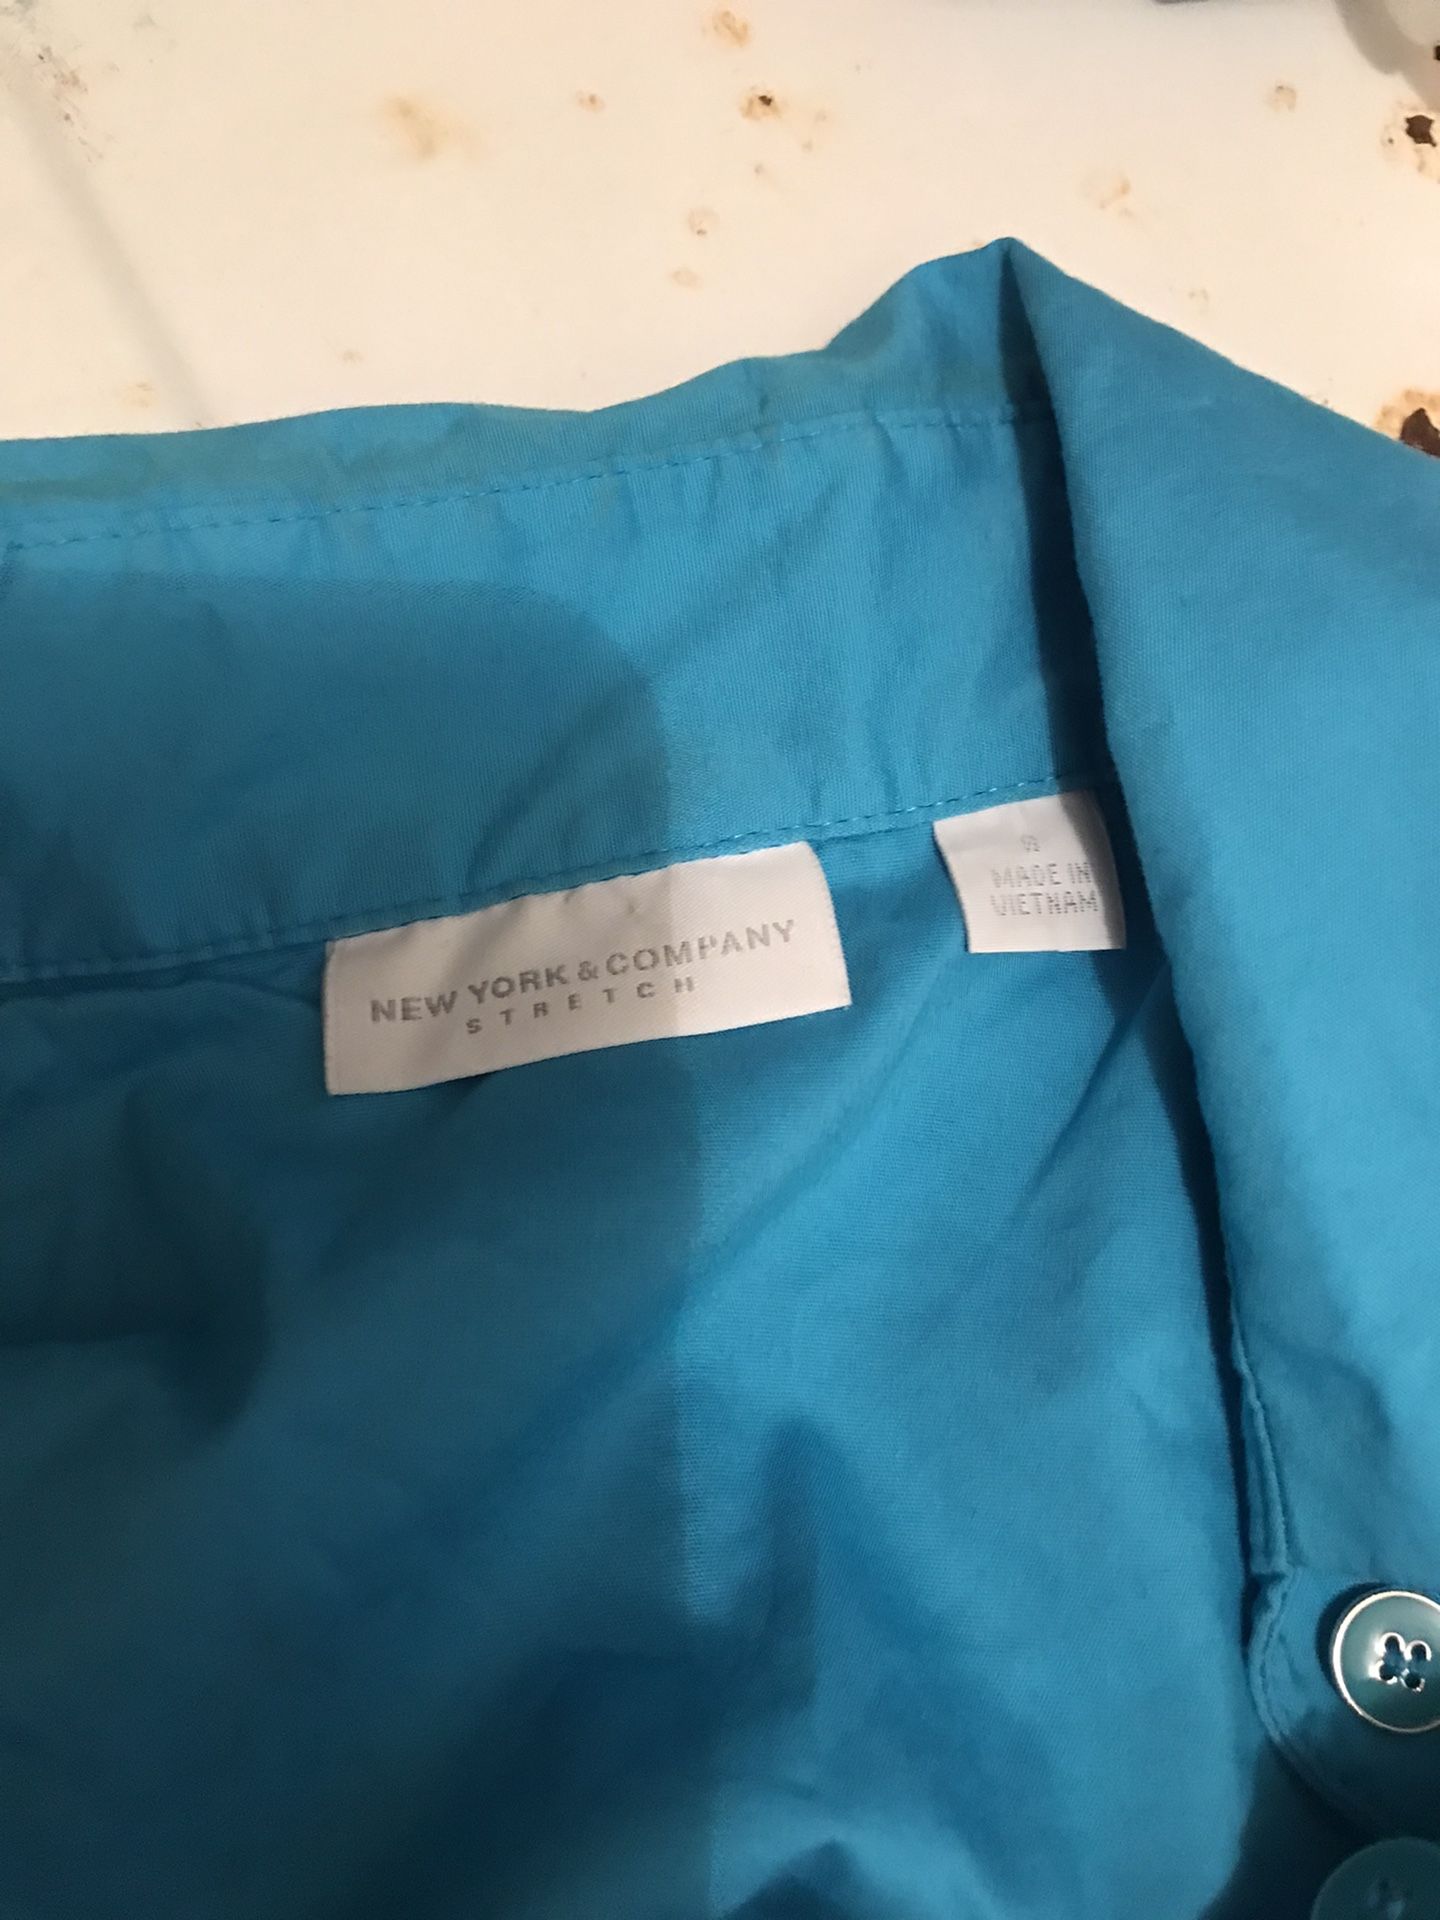 NEW YORK & COMPANY
STRETCH
MADE IN
VIETNAM